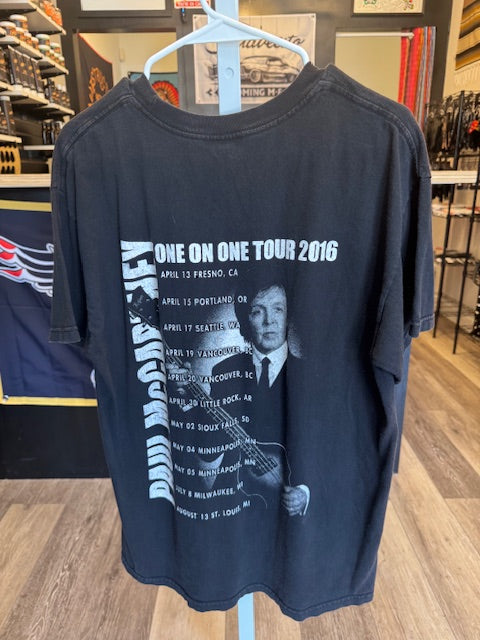 ONE ON ONE TOUR 2016
PAUL McCARTNEY
APRIL 13 FRESNO, CA
APRIL 15 PORTLAND, OR
APRIL 17 SEATTLE, WA
APRIL 19 VANCOUVER, BC
APRIL 20 VANCOUVER, BC
APRIL 30 LITTLE ROCK, AR
MAY 02 SIOUX FALLS, SD
MAY 04 MINNEAPOLIS, MN
MAY 05 MINNEAPOLIS, MN
JULY 8 MILWAUKEE, WI
AUGUST 13 ST. LOUIS, MI
Suavecito